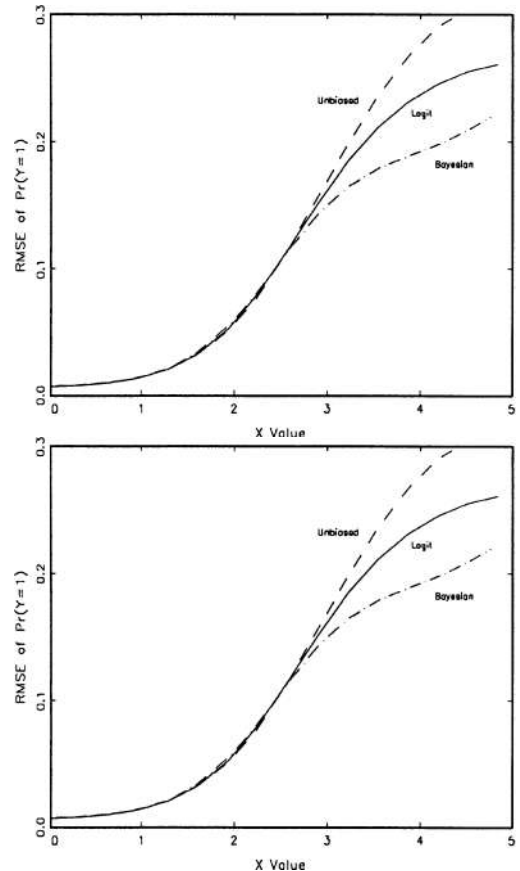 0.3
Unbiased
Logit
Bayesian
0.2
0.1
0.0
RMSE of Pr(Y=1)
0 1 2 3 4 5
X Value
0.3
Unbiased
Logit
Bayesian
0.2
0.1
0.0
RMSE of Pr(Y=1)
0 1 2 3 4 5
X Value